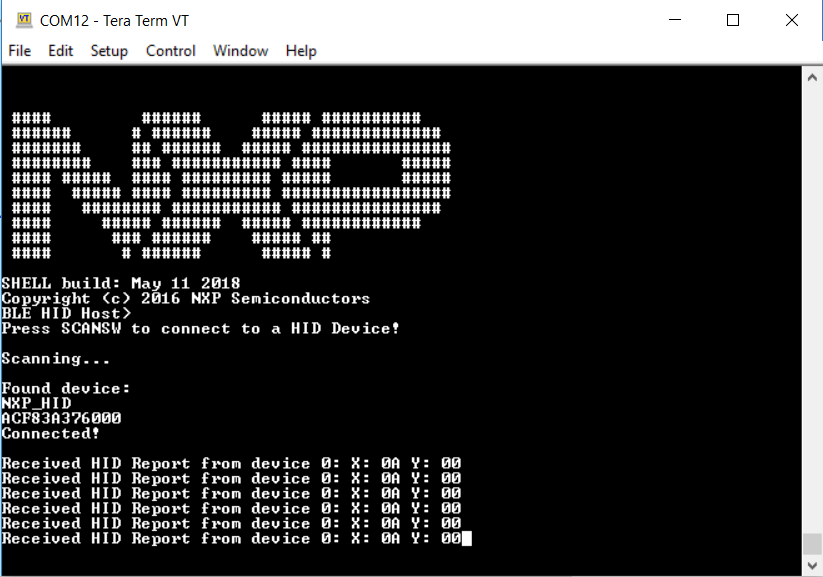 COM12 - Tera Term VT
File Edit Setup Control Window Help
NXP
SHELL build: May 11 2018
Copyright (c) 2016 NXP Semiconductors
BLE HID Host>
Press SCANSW to connect to a HID Device!
Scanning...
Found device:
NXP_HID
ACF83A376000
Connected!
Received HID Report from device 0: X: 0A Y: 00
Received HID Report from device 0: X: 0A Y: 00
Received HID Report from device 0: X: 0A Y: 00
Received HID Report from device 0: X: 0A Y: 00
Received HID Report from device 0: X: 0A Y: 00
Received HID Report from device 0: X: 0A Y: 00